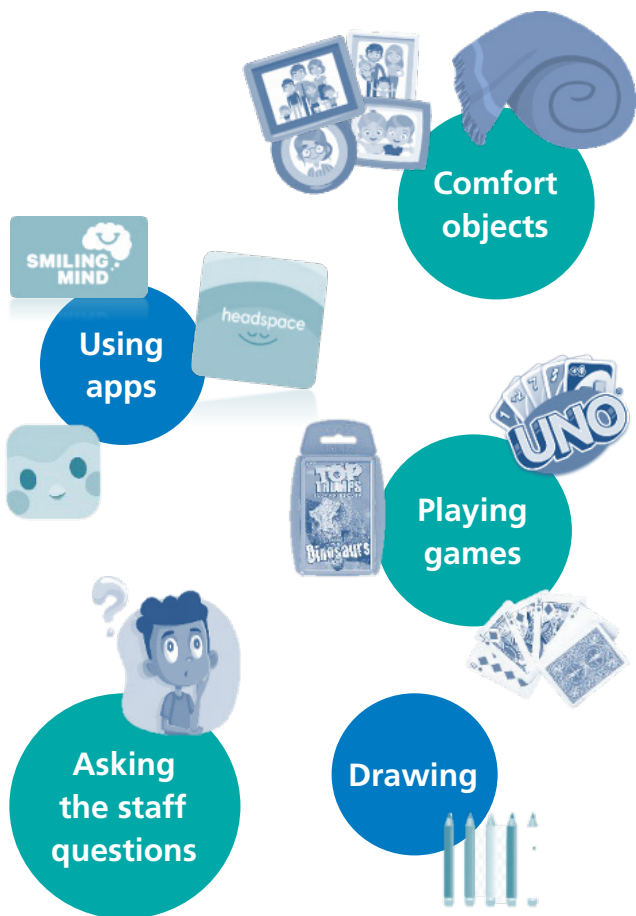 Comfort
objects
SMILING
MIND
headspace
Using
apps
UNO
TOP
TRUMPS
Dinosaurs
Playing
games
?
Asking
the staff
questions
Drawing